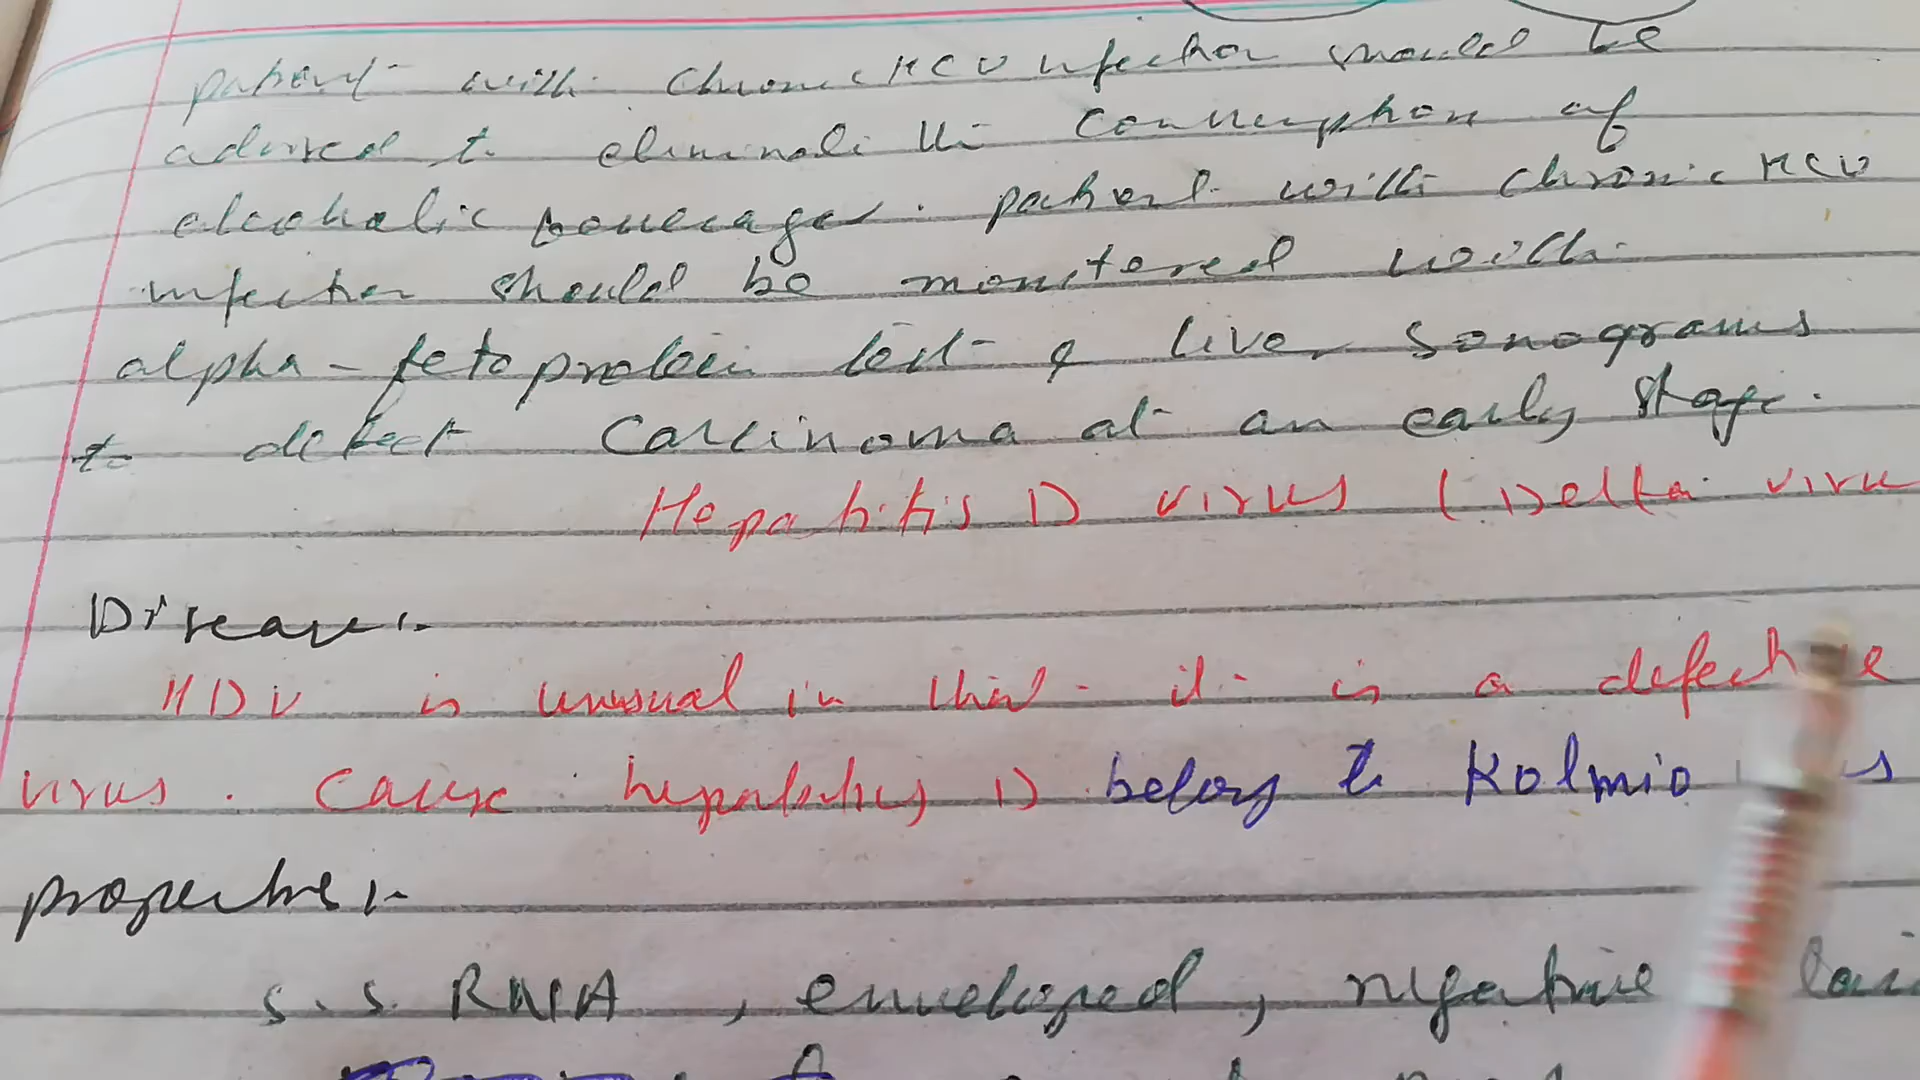 patient with chronic HCV infection should be
advised to eliminate the consumption of
alcoholic beverages. patient with chronic HCV
infection should be monitored with
alpha-fetoprotein test & liver sonograms
to detect carcinoma at an early stage.
Hepatitis D virus (Delta viru
Disease:-
HDV is unusual in that it is a defective
virus. cause hepatitis D belong to Kolmio
properties:-
s.s. RNA, enveloped, negative